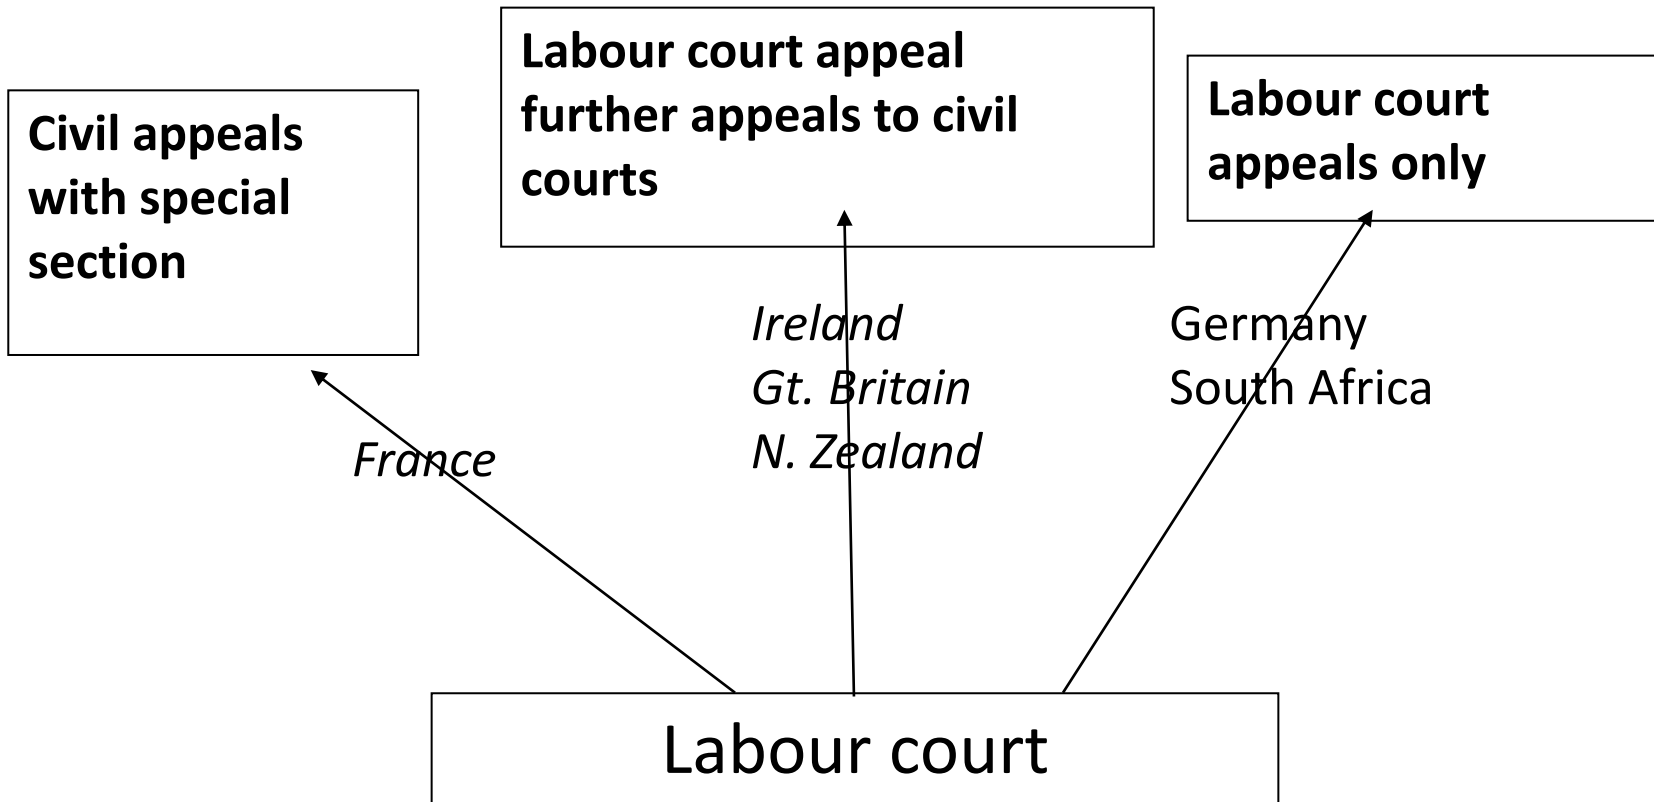 Civil appeals
with special
section
Labour court appeal
further appeals to civil
courts
Labour court
appeals only
France
Ireland
Gt. Britain
N. Zealand
Germany
South Africa
Labour court